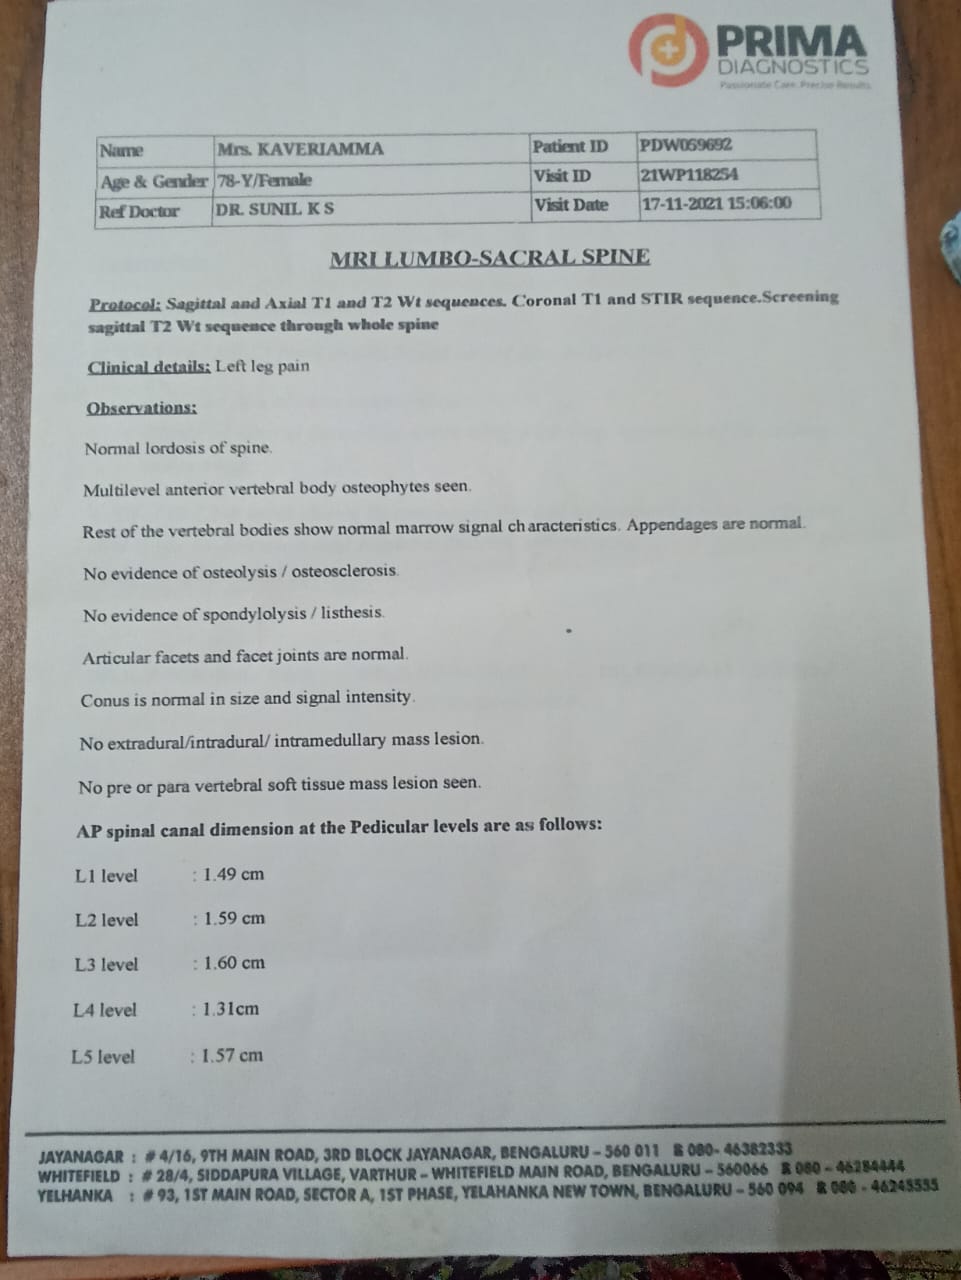 PRIMA
DIAGNOSTICS
Passionate Care. Precise Results.
Name Mrs. KAVERIAMMA Patient ID PDW059692
Age & Gender 78-Y/Female Visit ID 21WP118254
Ref Doctor DR. SUNIL K S Visit Date 17-11-2021 15:06:00
MRI LUMBO-SACRAL SPINE
Protocol: Sagittal and Axial T1 and T2 Wt sequences. Coronal T1 and STIR sequence.Screening
sagittal T2 Wt sequence through whole spine
Clinical details: Left leg pain
Observations:
Normal lordosis of spine.
Multilevel anterior vertebral body osteophytes seen.
Rest of the vertebral bodies show normal marrow signal ch aracteristics. Appendages are normal.
No evidence of osteolysis / osteosclerosis.
No evidence of spondylolysis / listhesis.
Articular facets and facet joints are normal.
Conus is normal in size and signal intensity.
No extradural/intradural/ intramedullary mass lesion.
No pre or para vertebral soft tissue mass lesion seen.
AP spinal canal dimension at the Pedicular levels are as follows:
L1 level : 1.49 cm
L2 level : 1.59 cm
L3 level : 1.60 cm
L4 level : 1.31cm
L5 level : 1.57 cm
JAYANAGAR : # 4/16, 9TH MAIN ROAD, 3RD BLOCK JAYANAGAR, BENGALURU – 560 011 080- 46382333
WHITEFIELD : # 28/4, SIDDAPURA VILLAGE, VARTHUR – WHITEFIELD MAIN ROAD, BENGALURU – 560066 080 - 46284444
YELHANKA : # 93, 1ST MAIN ROAD, SECTOR A, 1ST PHASE, YELAHANKA NEW TOWN, BENGALURU – 560 094 080 - 46245555